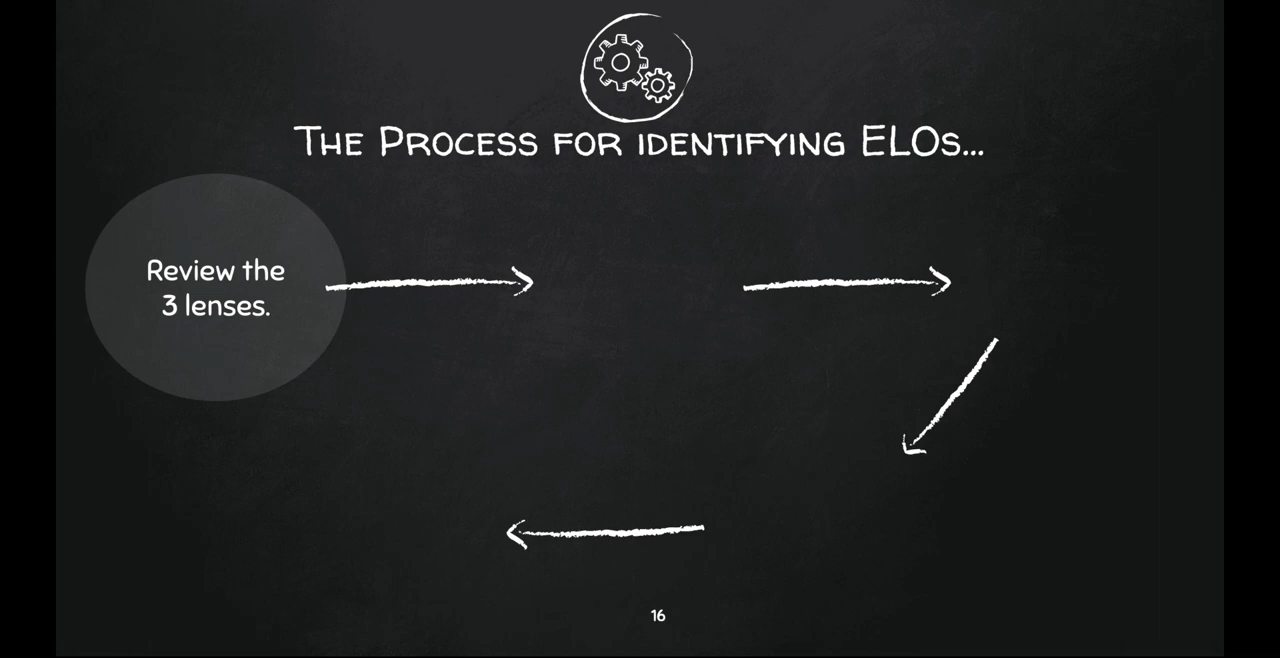 The Process for identifying ELOs...
Review the
3 lenses.
16